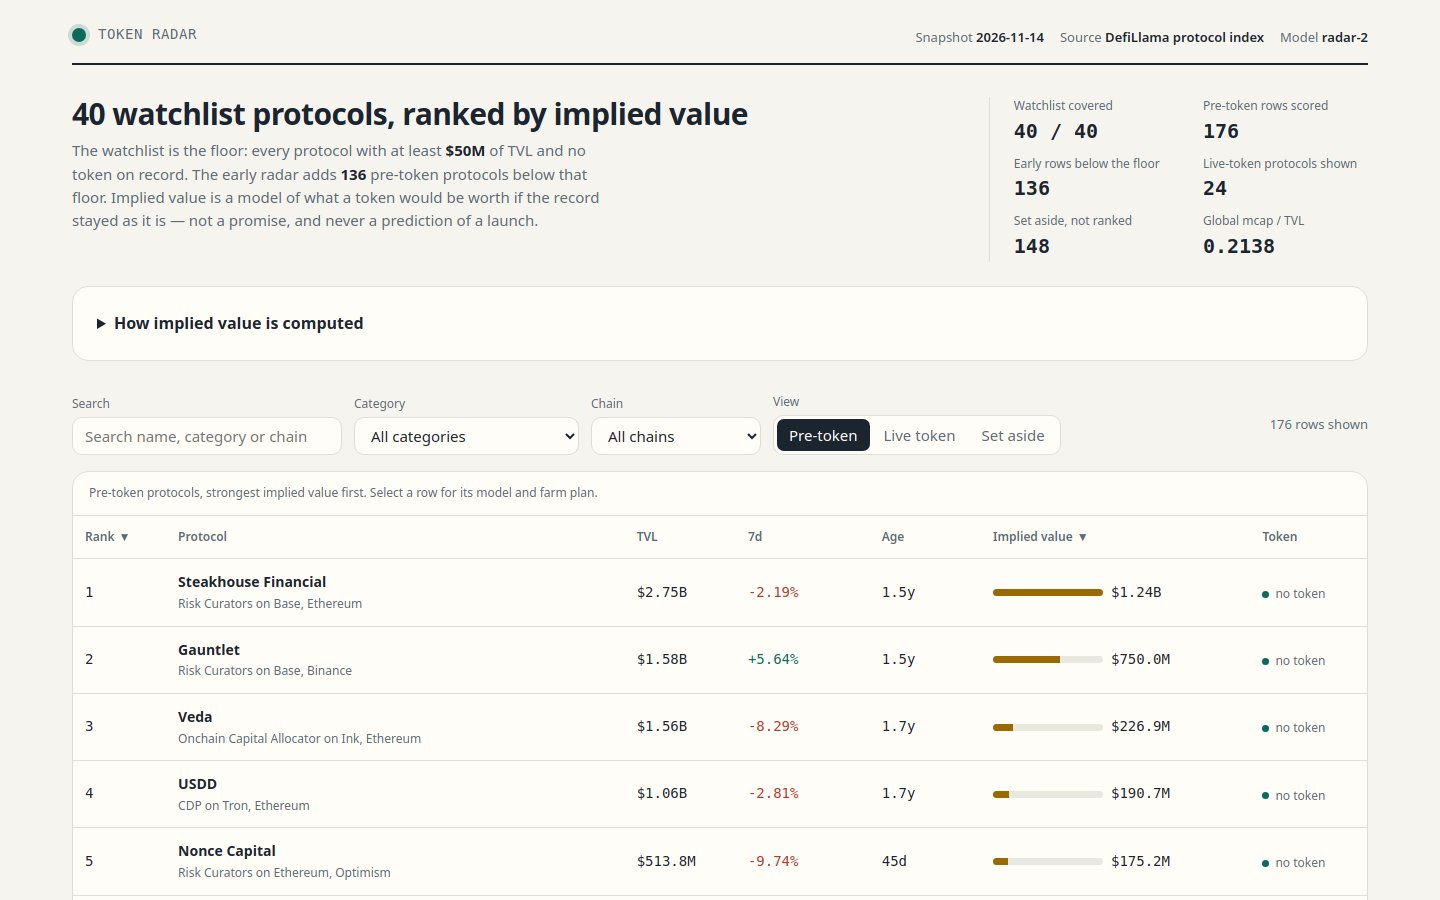 TOKEN RADAR
Snapshot 2026-11-14 Source DefiLlama protocol index Model radar-2
40 watchlist protocols, ranked by implied value
The watchlist is the floor: every protocol with at least $50M of TVL and no
token on record. The early radar adds 136 pre-token protocols below that
floor. Implied value is a model of what a token would be worth if the record
stayed as it is — not a promise, and never a prediction of a launch.
Watchlist covered
40 / 40
Pre-token rows scored
176
Early rows below the floor
136
Live-token protocols shown
24
Set aside, not ranked
148
Global mcap / TVL
0.2138
▶ How implied value is computed
Search
Search name, category or chain
Category
All categories
Chain
All chains
View
Pre-token Live token Set aside
176 rows shown
Pre-token protocols, strongest implied value first. Select a row for its model and farm plan.
Rank ▼ Protocol TVL 7d Age Implied value ▼ Token
1 Steakhouse Financial $2.75B -2.19% 1.5y $1.24B no token
Risk Curators on Base, Ethereum
2 Gauntlet $1.58B +5.64% 1.5y $750.0M no token
Risk Curators on Base, Binance
3 Veda $1.56B -8.29% 1.7y $226.9M no token
Onchain Capital Allocator on Ink, Ethereum
4 USDD $1.06B -2.81% 1.7y $190.7M no token
CDP on Tron, Ethereum
5 Nonce Capital $513.8M -9.74% 45d $175.2M no token
Risk Curators on Ethereum, Optimism